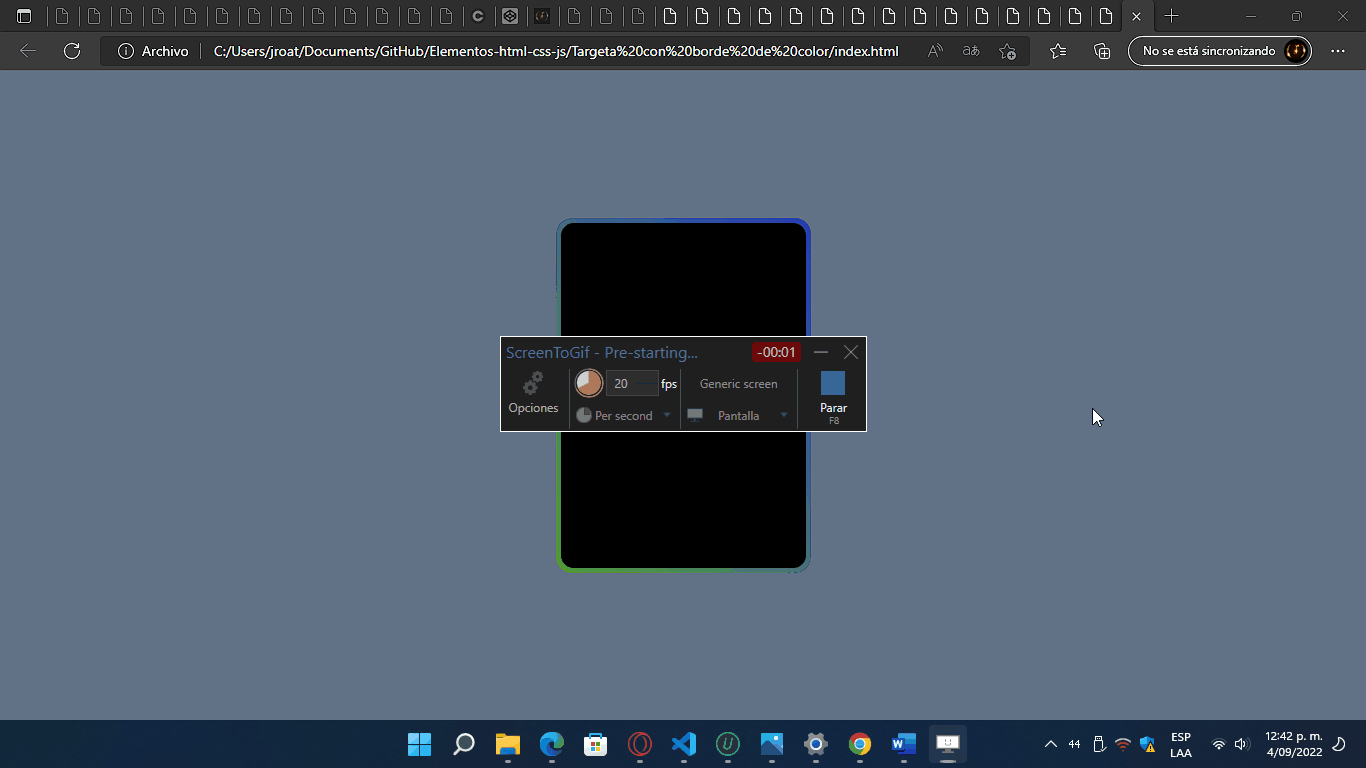 Archivo
C:/Users/jroat/Documents/GitHub/Elementos-html-css-js/Targeta%20con%20borde%20de%20color/index.html
No se está sincronizando
ScreenToGif - Pre-starting...
-00:01
Opciones
20 fps
Per second
Generic screen
Pantalla
Parar
F8
44
ESP
LAA
12:42 p. m.
4/09/2022